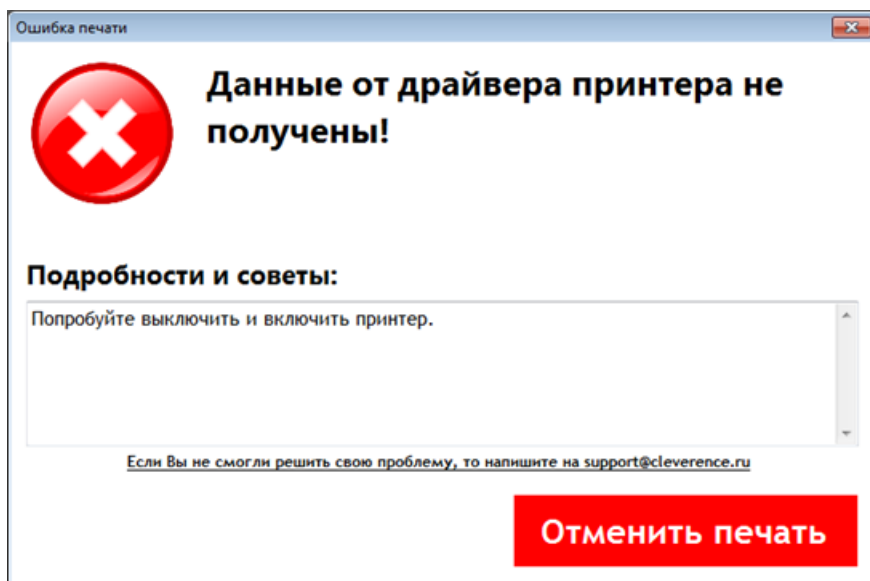 Ошибка печати
Данные от драйвера принтера не
получены!
Подробности и советы:
Попробуйте выключить и включить принтер.
Если Вы не смогли решить свою проблему, то напишите на support@cleverence.ru
Отменить печать